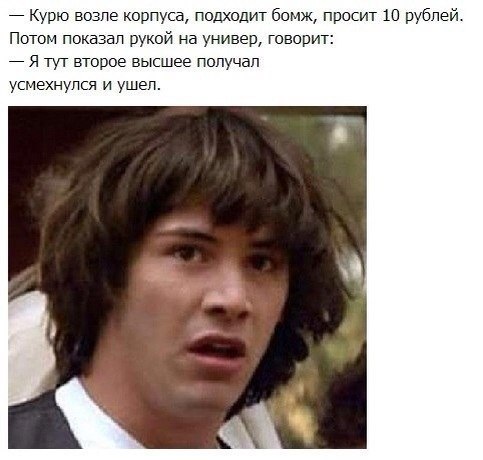 — Курю возле корпуса, подходит бомж, просит 10 рублей.
Потом показал рукой на универ, говорит:
— Я тут второе высшее получал
усмехнулся и ушел.